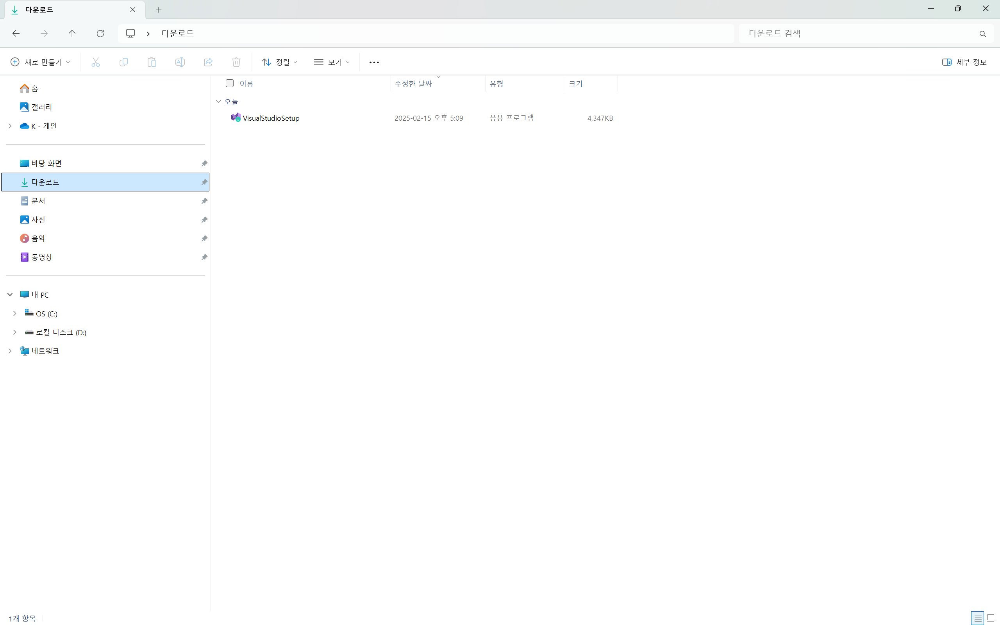 다운로드
다운로드
다운로드 검색
새로 만들기
정렬
보기
세부 정보
홈
갤러리
K - 개인
바탕 화면
다운로드
문서
사진
음악
동영상
내 PC
OS (C:)
로컬 디스크 (D:)
네트워크
이름 수정한 날짜 유형 크기
오늘
VisualStudioSetup 2025-02-15 오후 5:09 응용 프로그램 4,347KB
1개 항목